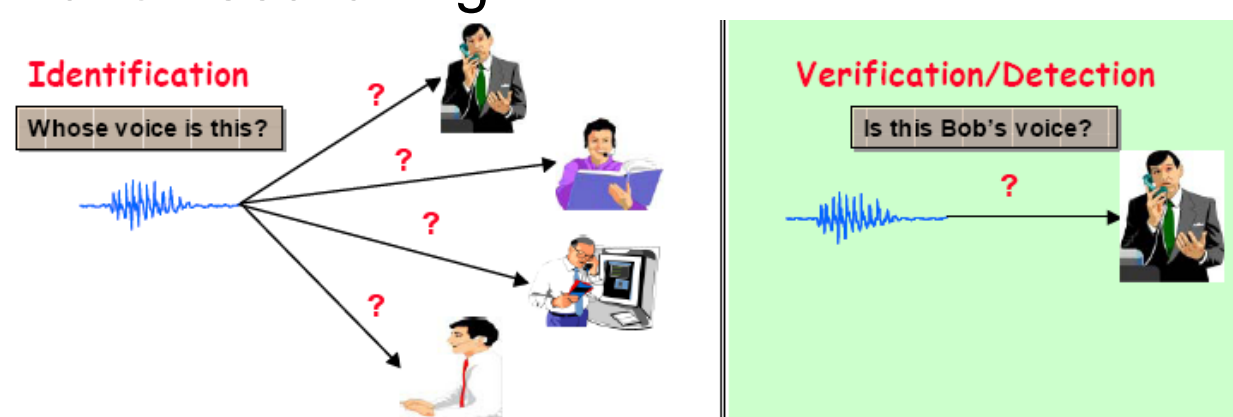 Identification
Whose voice is this?
?
?
?
?
Verification/Detection
Is this Bob's voice?
?